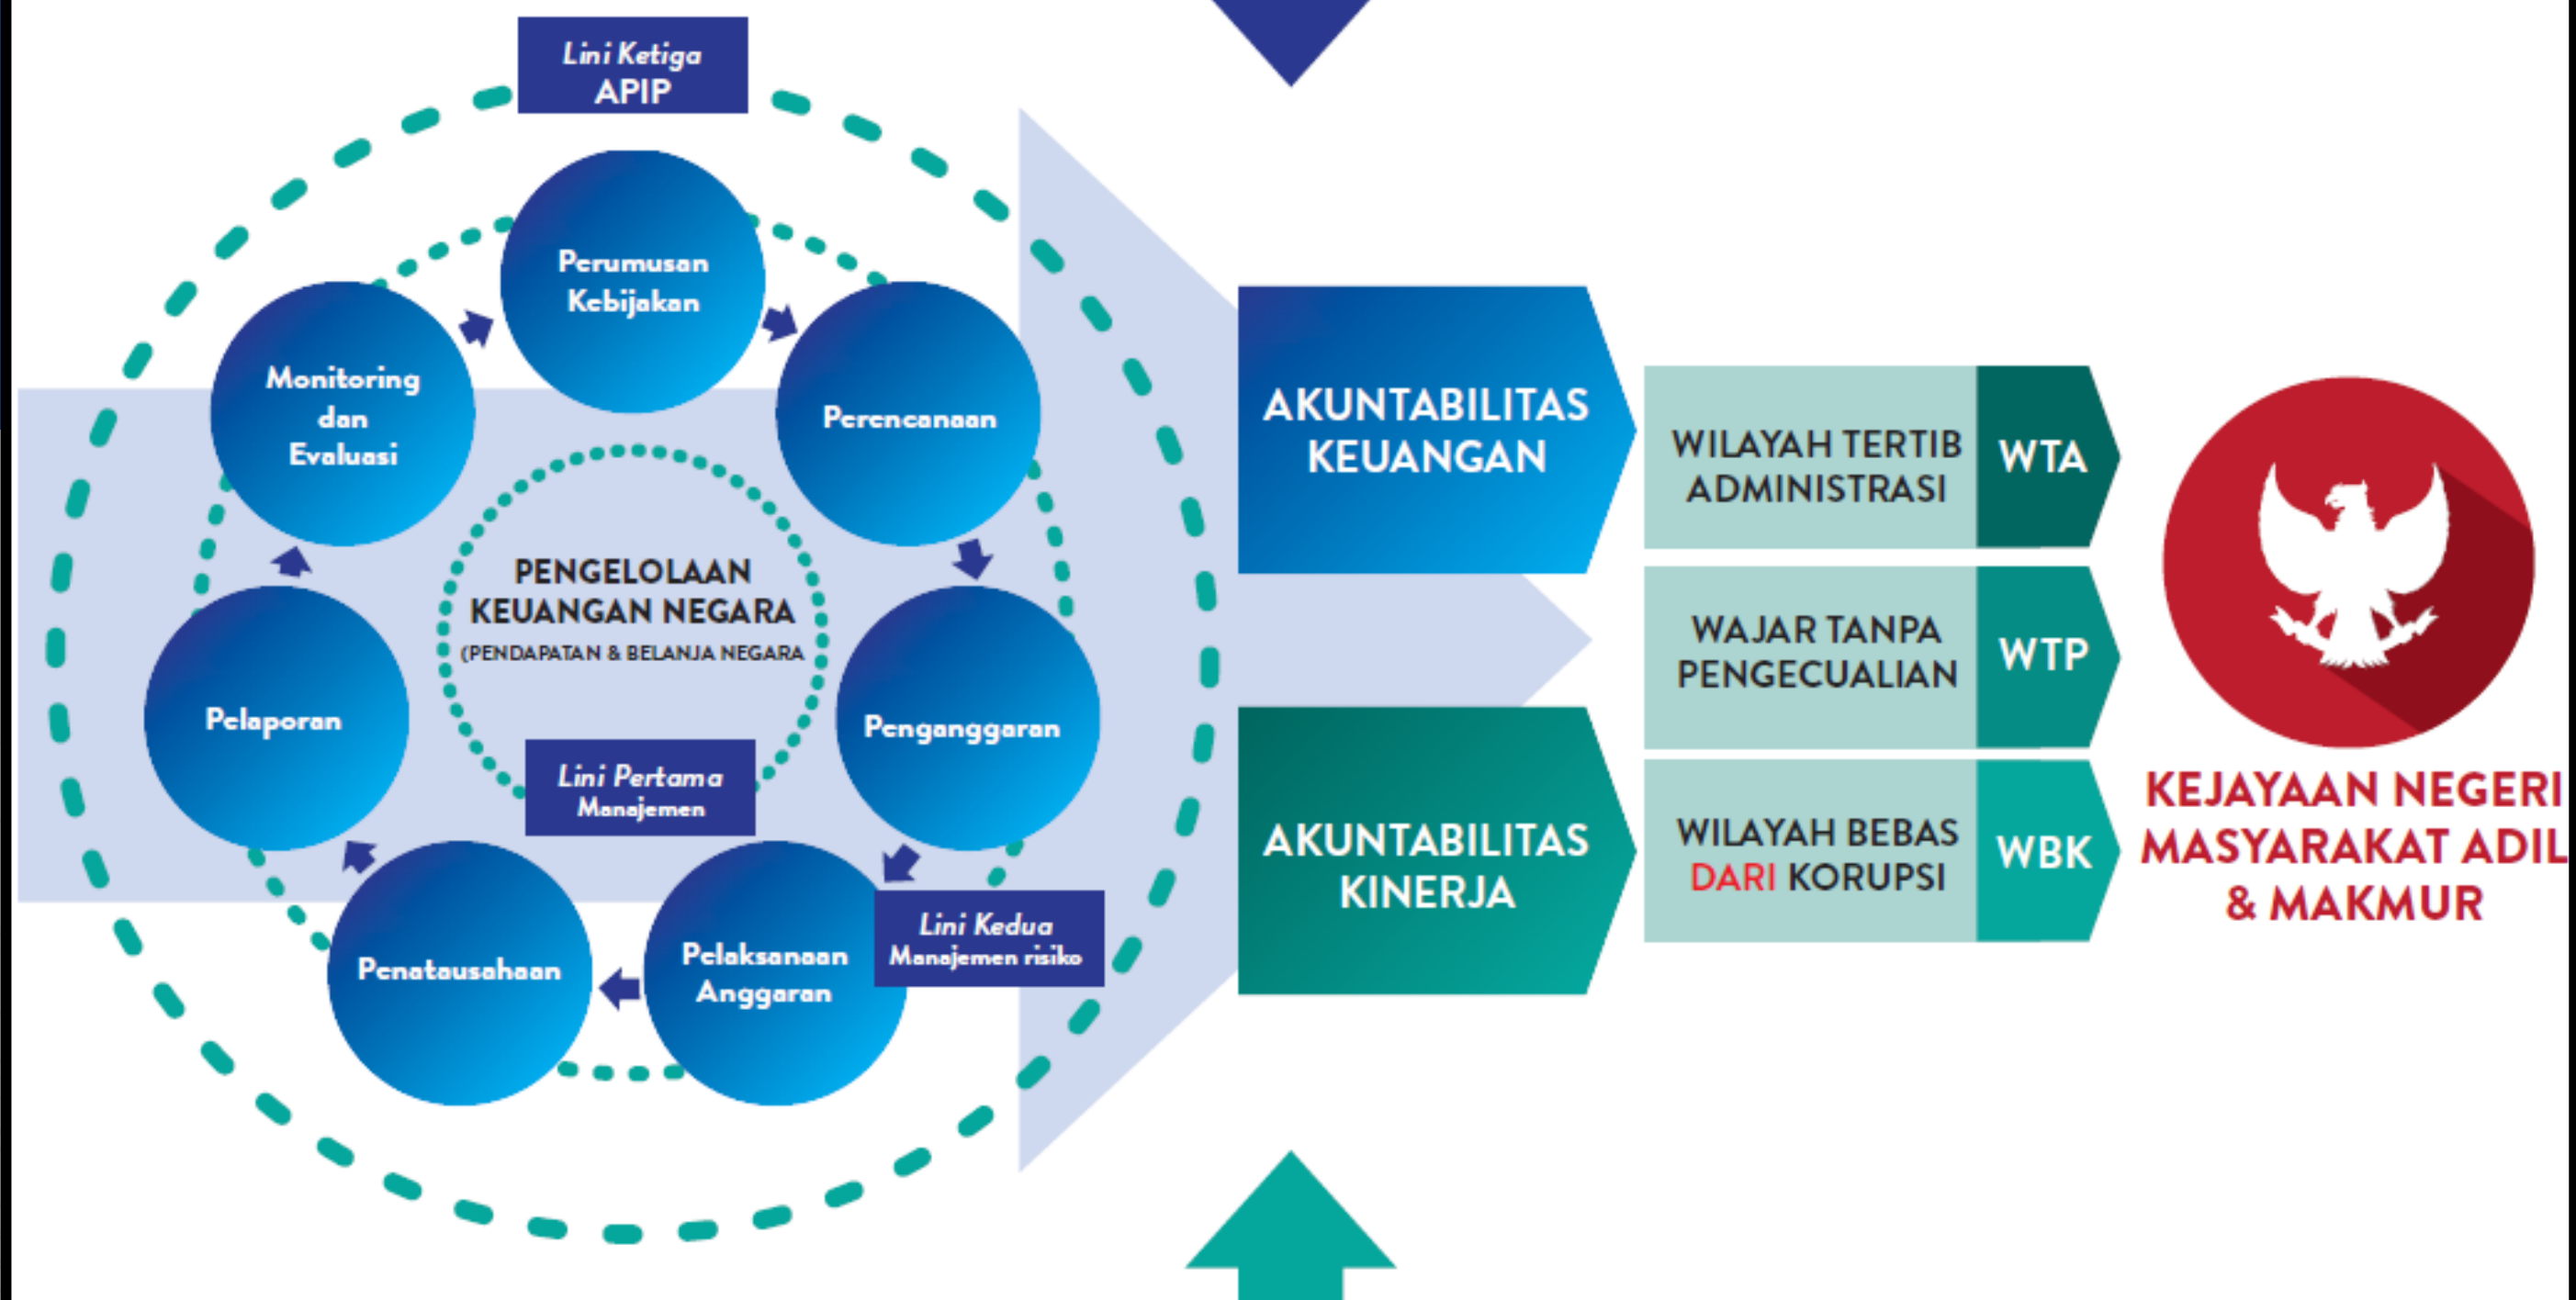 Lini Ketiga
APIP
Perumusan
Kebijakan
Perencanaan
Penganggaran
Pelaksanaan
Anggaran
Penatausahaan
Pelaporan
Monitoring
dan
Evaluasi
PENGELOLAAN
KEUANGAN NEGARA
(PENDAPATAN & BELANJA NEGARA
Lini Pertama
Manajemen
Lini Kedua
Manajemen risiko
AKUNTABILITAS
KEUANGAN
AKUNTABILITAS
KINERJA
WILAYAH TERTIB
ADMINISTRASI
WTA
WAJAR TANPA
PENGECUALIAN
WTP
WILAYAH BEBAS
DARI KORUPSI
WBK
KEJAYAAN NEGERI
MASYARAKAT ADIL
& MAKMUR